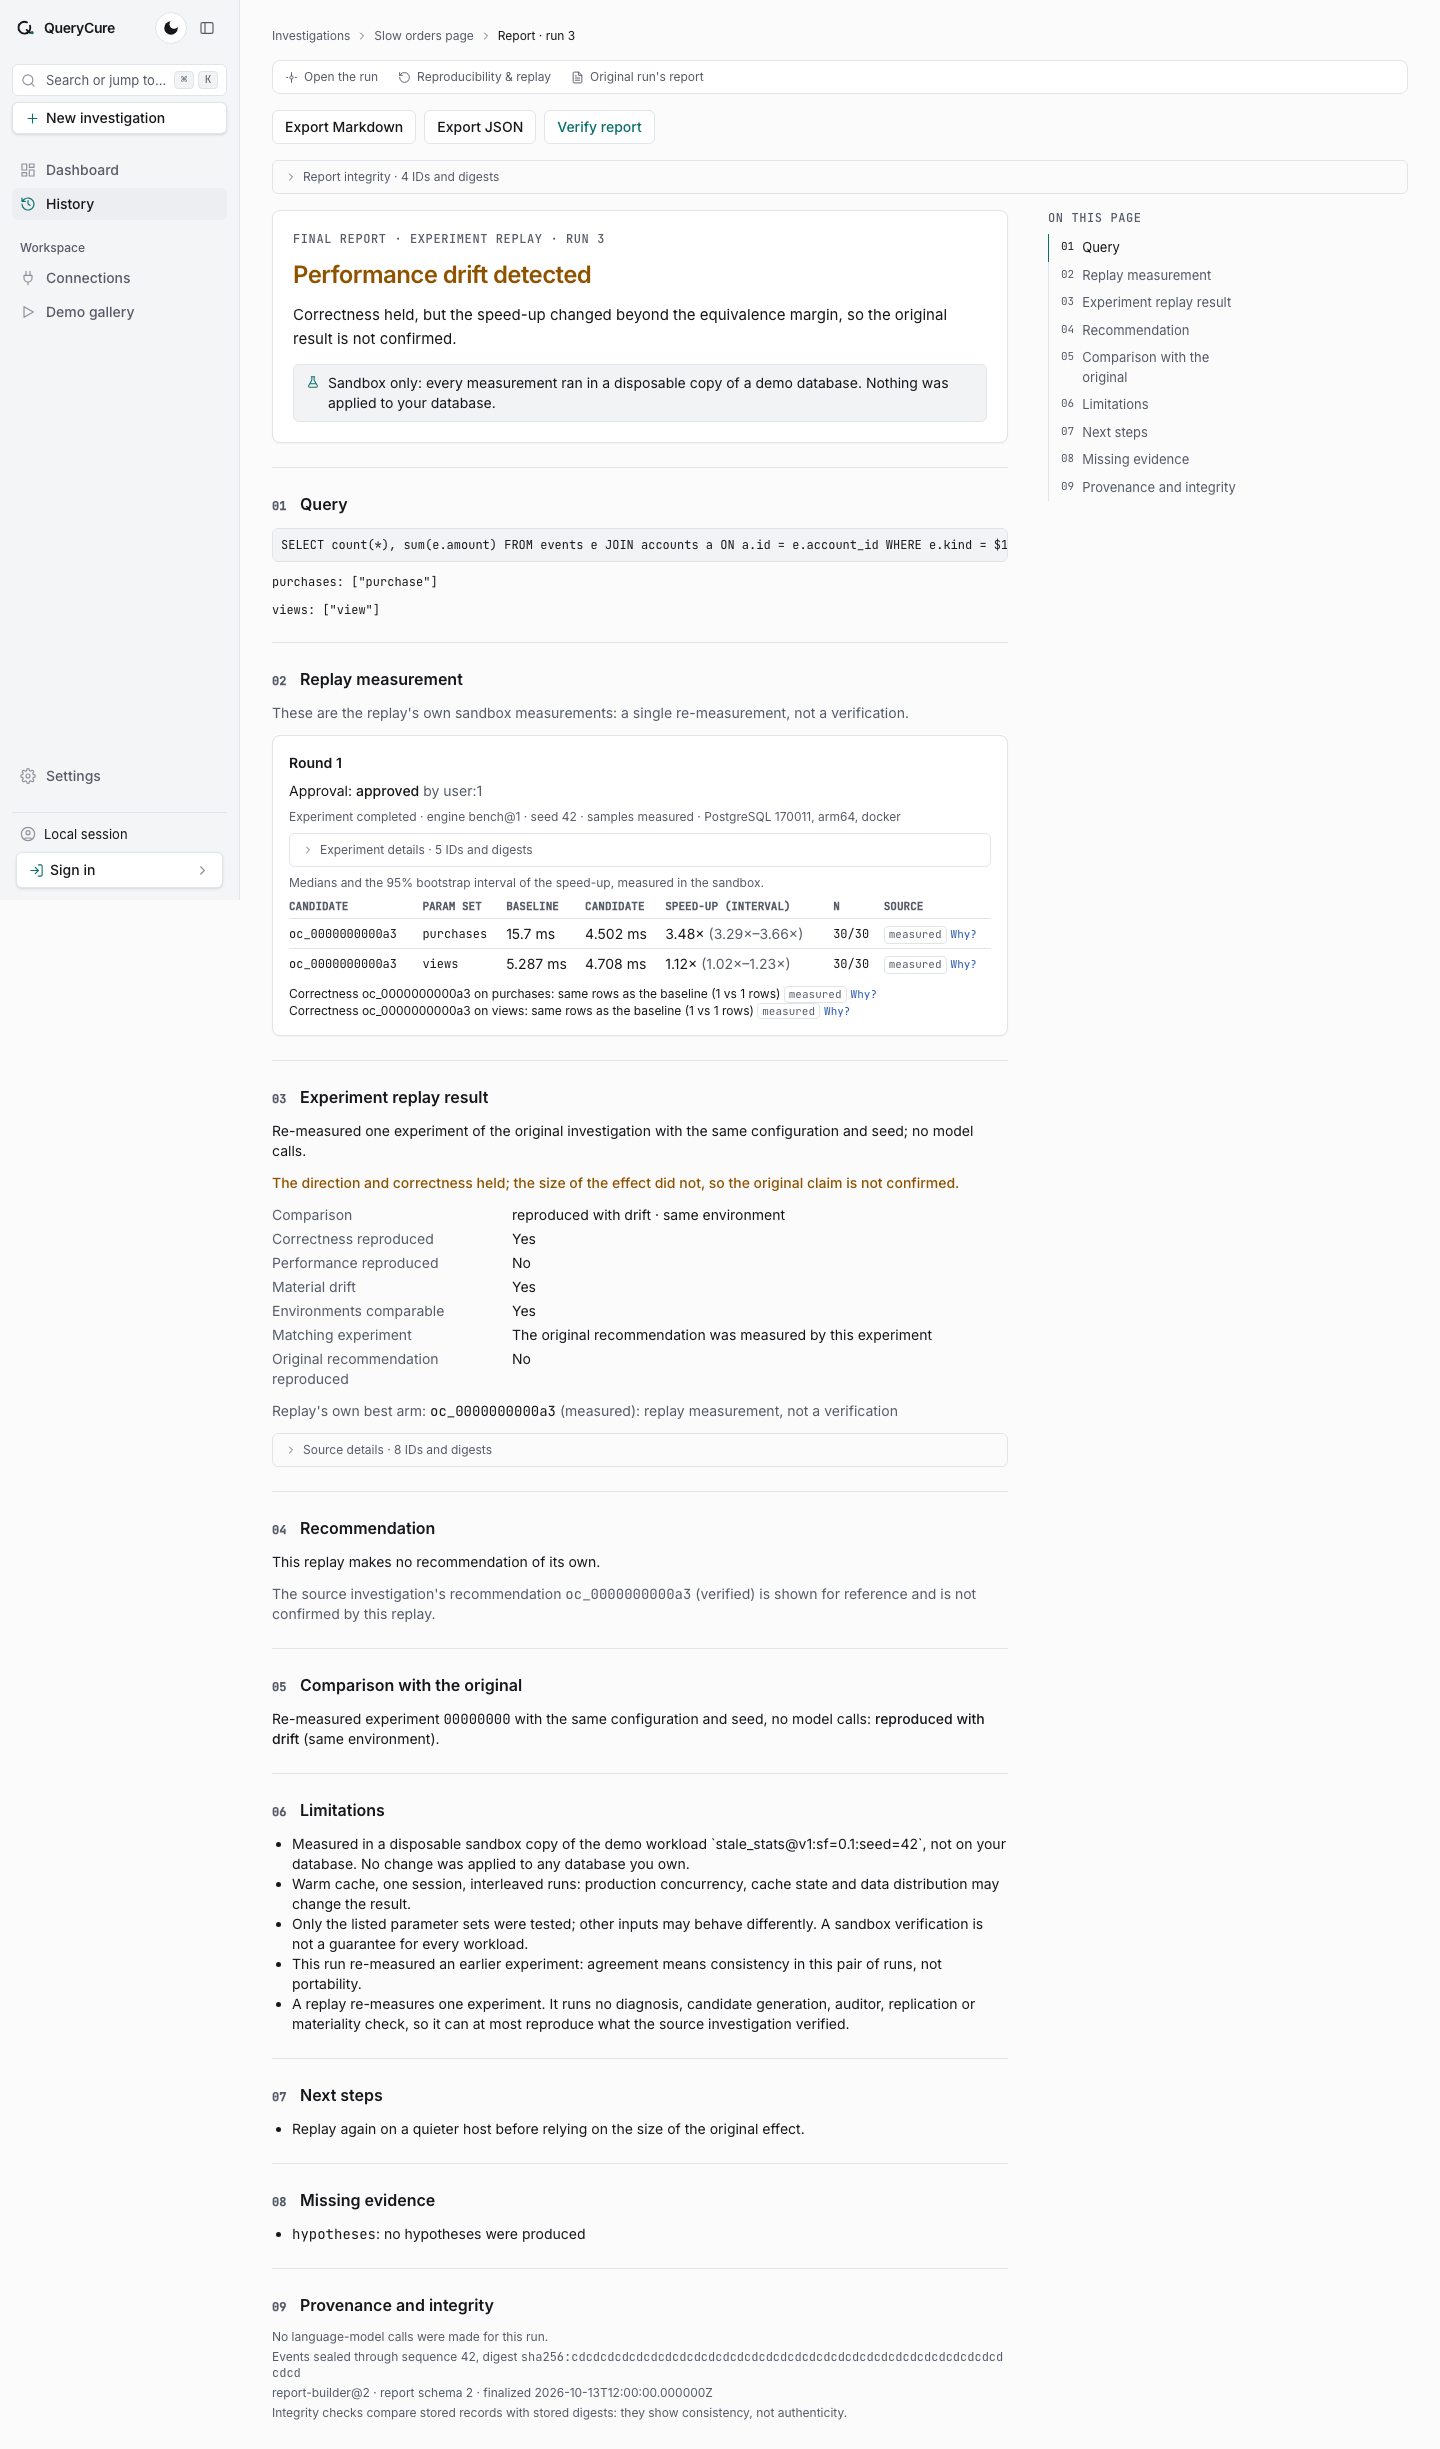 QueryCure
Search or jump to...
⌘ K
New investigation
Dashboard
History
Workspace
Connections
Demo gallery
Settings
Local session
Sign in
Investigations > Slow orders page > Report · run 3
Open the run
Reproducibility & replay
Original run's report
Export Markdown
Export JSON
Verify report
Report integrity · 4 IDs and digests
FINAL REPORT · EXPERIMENT REPLAY · RUN 3
Performance drift detected
Correctness held, but the speed-up changed beyond the equivalence margin, so the original
result is not confirmed.
Sandbox only: every measurement ran in a disposable copy of a demo database. Nothing was
applied to your database.
ON THIS PAGE
01 Query
02 Replay measurement
03 Experiment replay result
04 Recommendation
05 Comparison with the
original
06 Limitations
07 Next steps
08 Missing evidence
09 Provenance and integrity
01 Query
SELECT count(*), sum(e.amount) FROM events e JOIN accounts a ON a.id = e.account_id WHERE e.kind = $1
purchases: ["purchase"]
views: ["view"]
02 Replay measurement
These are the replay's own sandbox measurements: a single re-measurement, not a verification.
Round 1
Approval: approved by user:1
Experiment completed · engine bench@1 · seed 42 · samples measured · PostgreSQL 170011, arm64, docker
Experiment details · 5 IDs and digests
Medians and the 95% bootstrap interval of the speed-up, measured in the sandbox.
CANDIDATE PARAM SET BASELINE CANDIDATE SPEED-UP (INTERVAL) N SOURCE
oc_0000000000a3 purchases 15.7 ms 4.502 ms 3.48× (3.29×–3.66×) 30/30 measured Why?
oc_0000000000a3 views 5.287 ms 4.708 ms 1.12× (1.02×–1.23×) 30/30 measured Why?
Correctness oc_0000000000a3 on purchases: same rows as the baseline (1 vs 1 rows) measured Why?
Correctness oc_0000000000a3 on views: same rows as the baseline (1 vs 1 rows) measured Why?
03 Experiment replay result
Re-measured one experiment of the original investigation with the same configuration and seed; no model
calls.
The direction and correctness held; the size of the effect did not, so the original claim is not confirmed.
Comparison reproduced with drift · same environment
Correctness reproduced Yes
Performance reproduced No
Material drift Yes
Environments comparable Yes
Matching experiment The original recommendation was measured by this experiment
Original recommendation No
reproduced
Replay's own best arm: oc_0000000000a3 (measured): replay measurement, not a verification
Source details · 8 IDs and digests
04 Recommendation
This replay makes no recommendation of its own.
The source investigation's recommendation oc_0000000000a3 (verified) is shown for reference and is not
confirmed by this replay.
05 Comparison with the original
Re-measured experiment 00000000 with the same configuration and seed, no model calls: reproduced with
drift (same environment).
06 Limitations
• Measured in a disposable sandbox copy of the demo workload `stale_stats@v1:sf=0.1:seed=42`, not on your
database. No change was applied to any database you own.
• Warm cache, one session, interleaved runs: production concurrency, cache state and data distribution may
change the result.
• Only the listed parameter sets were tested; other inputs may behave differently. A sandbox verification is
not a guarantee for every workload.
• This run re-measured an earlier experiment: agreement means consistency in this pair of runs, not
portability.
• A replay re-measures one experiment. It runs no diagnosis, candidate generation, auditor, replication or
materiality check, so it can at most reproduce what the source investigation verified.
07 Next steps
• Replay again on a quieter host before relying on the size of the original effect.
08 Missing evidence
• hypotheses: no hypotheses were produced
09 Provenance and integrity
No language-model calls were made for this run.
Events sealed through sequence 42, digest sha256:cdcdcdcdcdcdcdcdcdcdcdcdcdcdcdcdcdcdcdcdcdcdcdcdcdcdcdcdcdcd
cdcd
report-builder@2 · report schema 2 · finalized 2026-10-13T12:00:00.000000Z
Integrity checks compare stored records with stored digests: they show consistency, not authenticity.